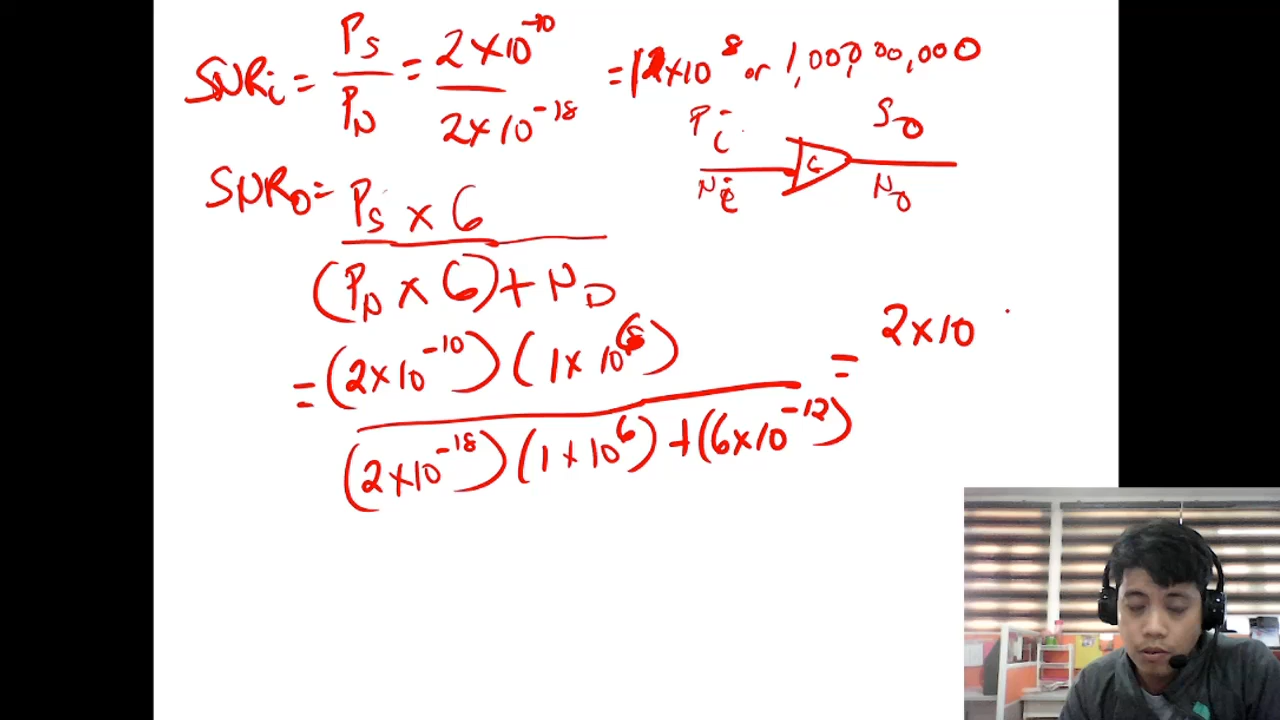 SNRi = Ps / PN = 2×10^-10 / 2×10^-18 = 1×10^8 or 1,00,000,000
Pi
So
G
Ni
No
SNRo = Ps × G / (PN × G) + ND
= (2×10^-10) (1×10^6) / (2×10^-18) (1×10^6) + (6×10^-12) = 2×10